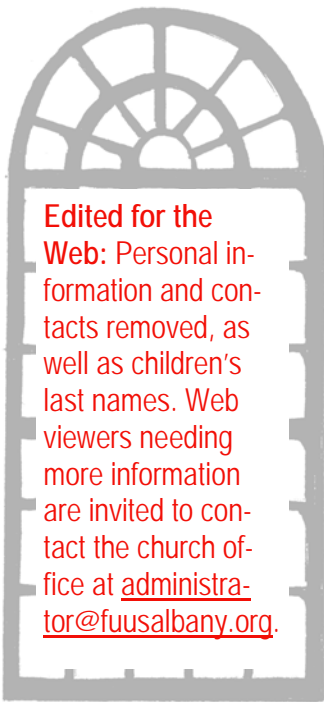 Edited for the
Web: Personal in-
formation and con-
tacts removed, as
well as children's
last names. Web
viewers needing
more information
are invited to con-
tact the church of-
fice at administra-
tor@fuusalbany.org.